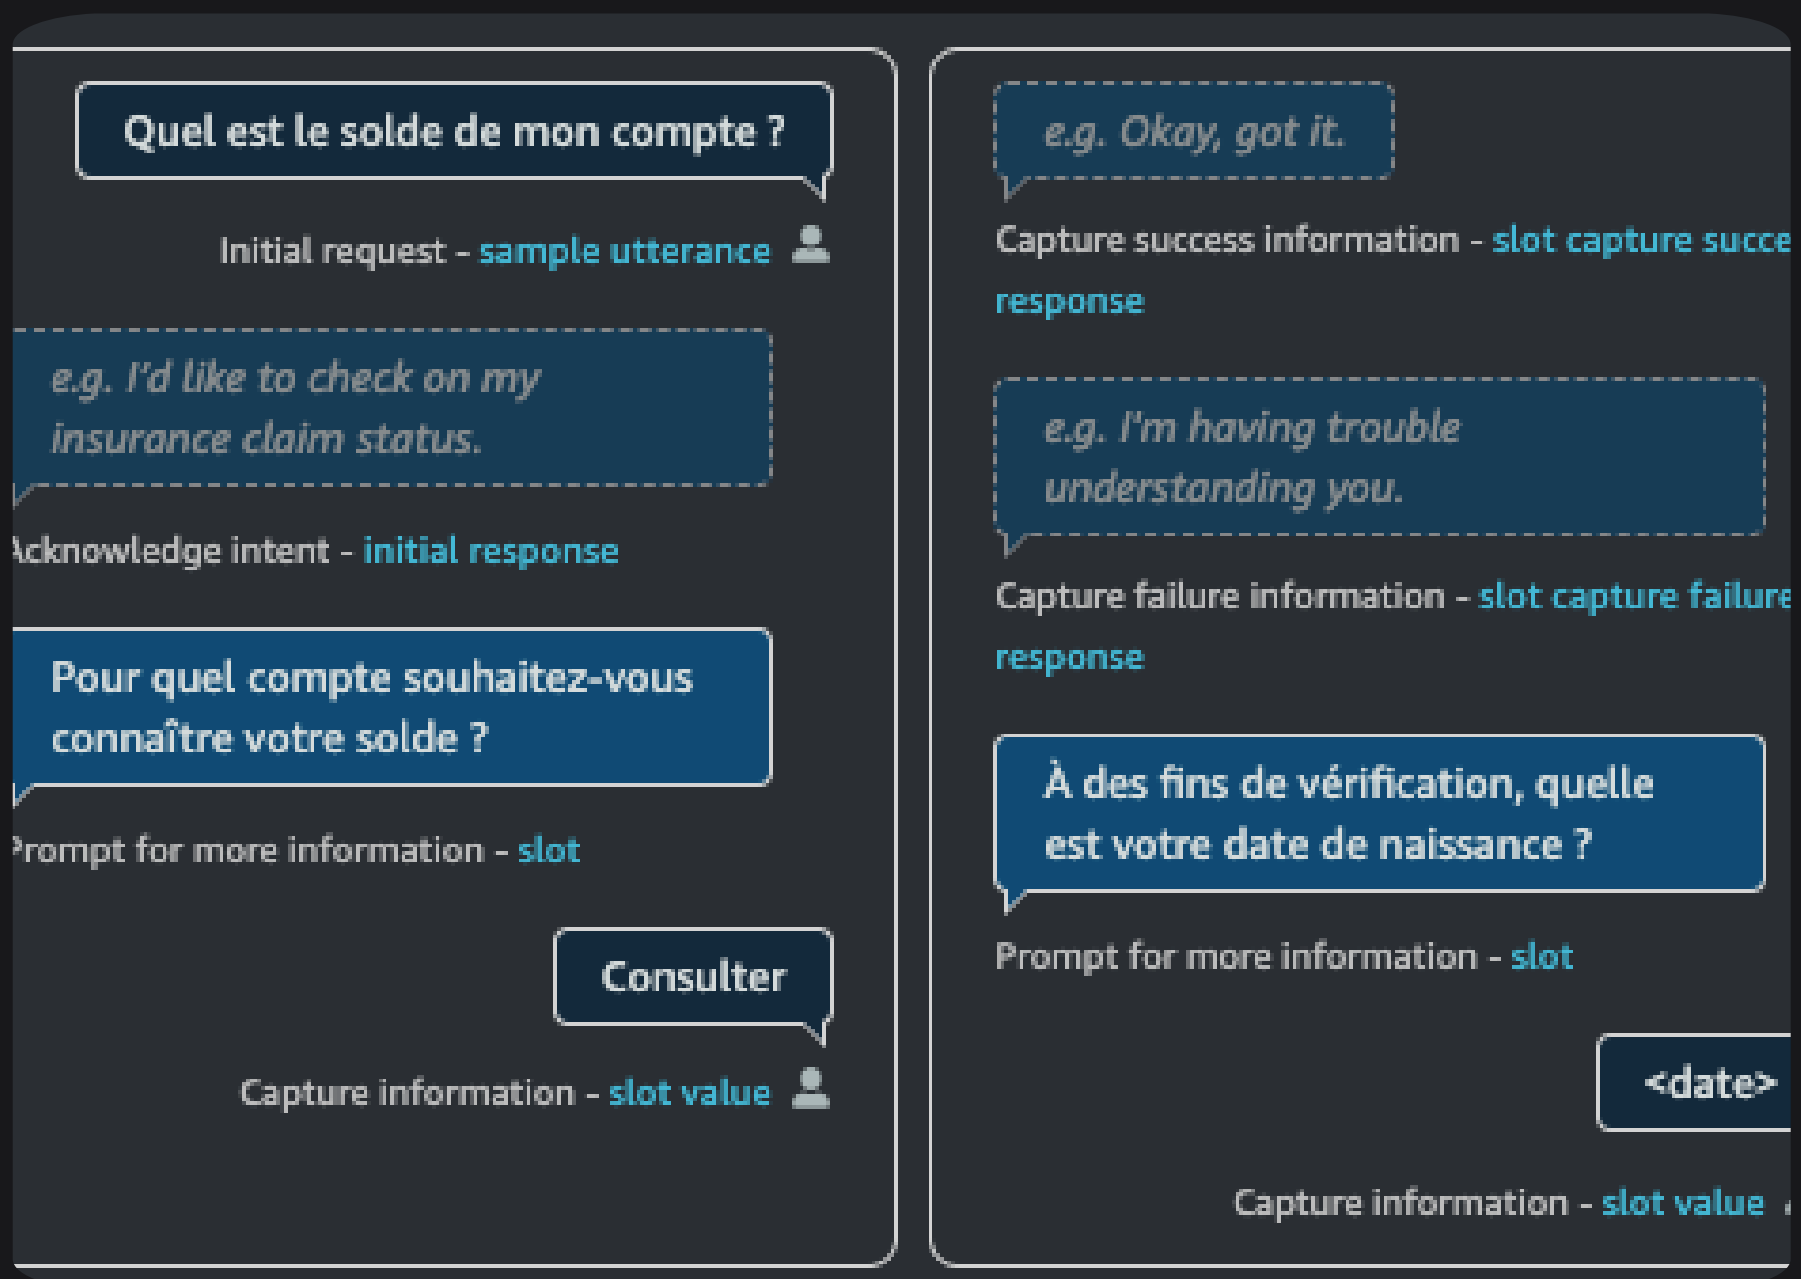 Quel est le solde de mon compte ?
Initial request - sample utterance
e.g. I'd like to check on my
insurance claim status.
Acknowledge intent - initial response
Pour quel compte souhaitez-vous
connaître votre solde ?
Prompt for more information - slot
Consulter
Capture information - slot value
e.g. Okay, got it.
Capture success information - slot capture succe
response
e.g. I'm having trouble
understanding you.
Capture failure information - slot capture failure
response
À des fins de vérification, quelle
est votre date de naissance ?
Prompt for more information - slot
<date>
Capture information - slot value